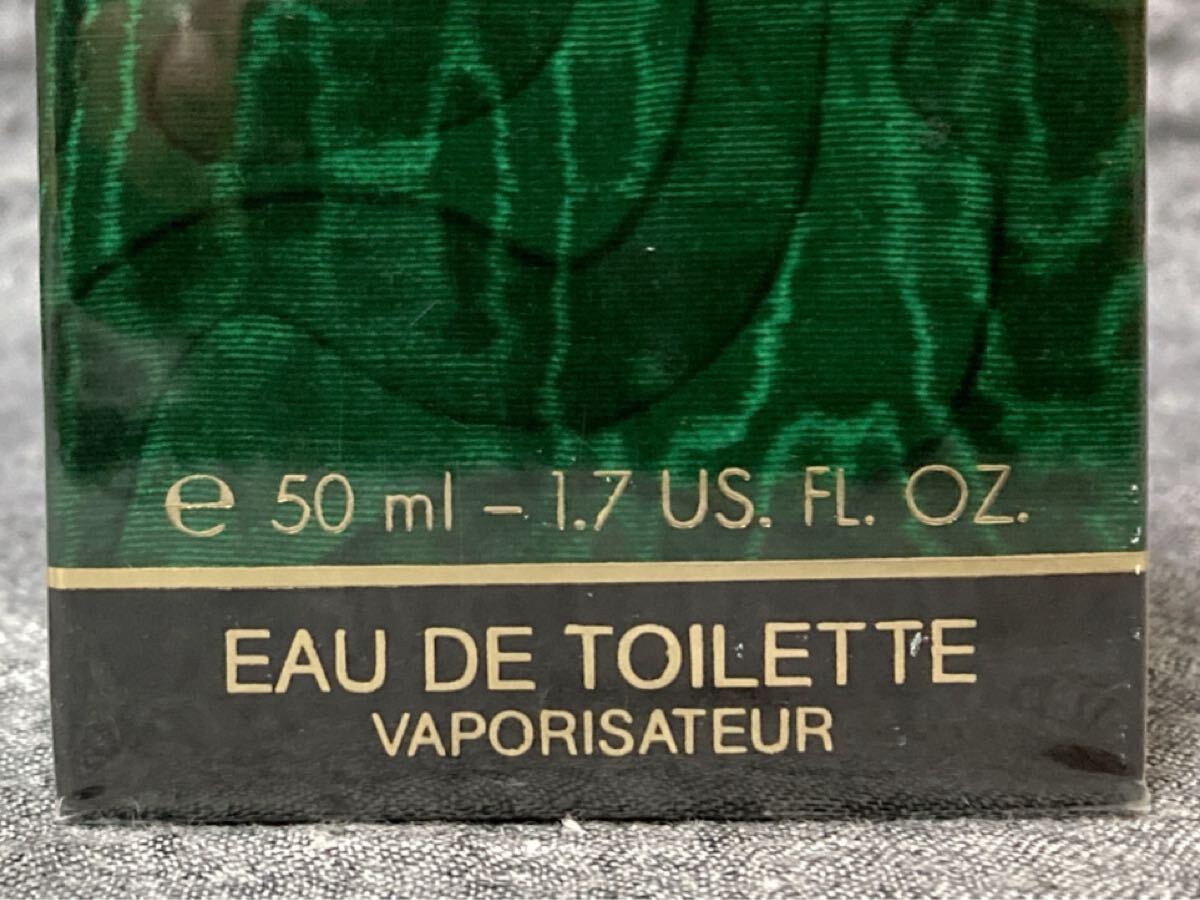 ℮ 50 ml – 1.7 US. FL. OZ.
EAU DE TOILETTE
VAPORISATEUR